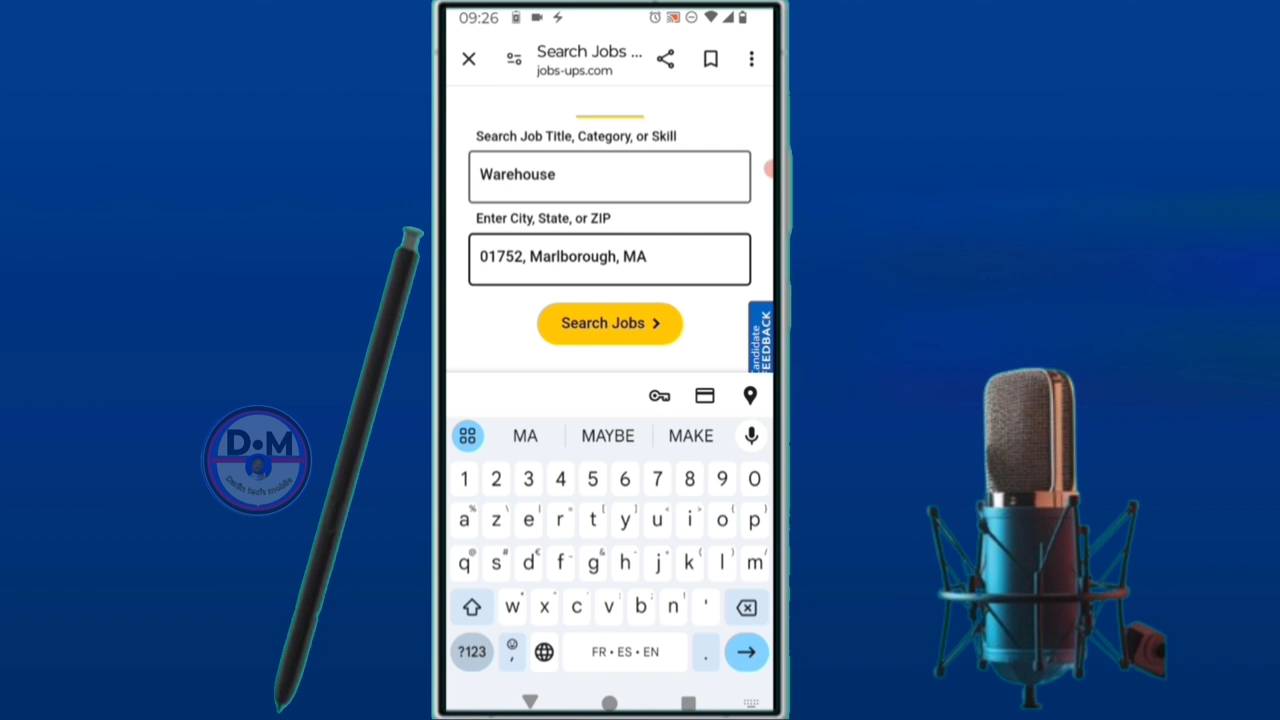 09:26
Search Jobs ...
jobs-ups.com
Search Job Title, Category, or Skill
Warehouse
Enter City, State, or ZIP
01752, Marlborough, MA
Search Jobs
Candidate
FEEDBACK
MA MAYBE MAKE
1 2 3 4 5 6 7 8 9 0
a z e r t y u i o p
q s d f g h j k l m
w x c v b n '
?123 , FR • ES • EN .
D•M